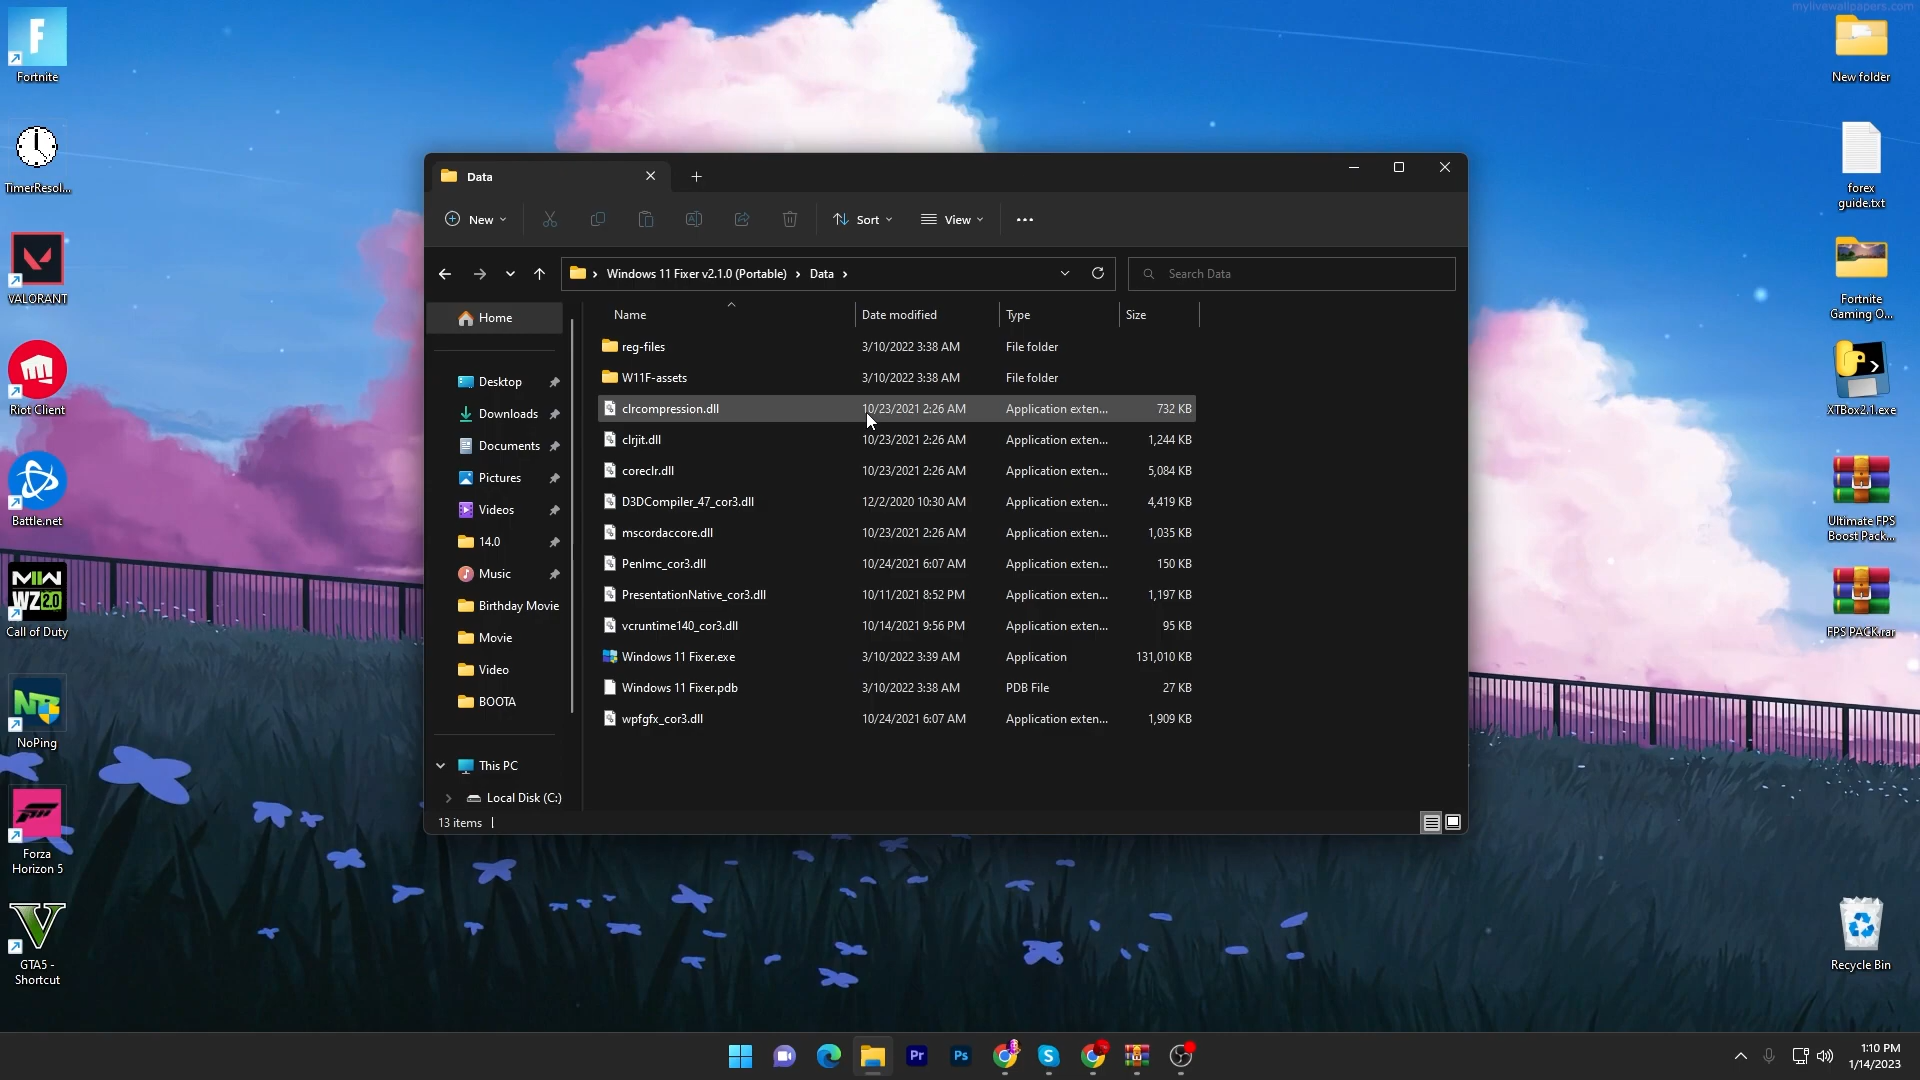 mylivewallpapers.com
Fortnite
TimerResol...
VALORANT
Riot Client
Battle.net
MW
WZ 2.0
Call of Duty
NoPing
Forza
Horizon 5
GTA5 -
Shortcut
Data
New
Sort
View
Windows 11 Fixer v2.1.0 (Portable) > Data >
Search Data
Name Date modified Type Size
reg-files 3/10/2022 3:38 AM File folder
W11F-assets 3/10/2022 3:38 AM File folder
clrcompression.dll 10/23/2021 2:26 AM Application exten... 732 KB
clrjit.dll 10/23/2021 2:26 AM Application exten... 1,244 KB
coreclr.dll 10/23/2021 2:26 AM Application exten... 5,084 KB
D3DCompiler_47_cor3.dll 12/2/2020 10:30 AM Application exten... 4,419 KB
mscordaccore.dll 10/23/2021 2:26 AM Application exten... 1,035 KB
PenImc_cor3.dll 10/24/2021 6:07 AM Application exten... 150 KB
PresentationNative_cor3.dll 10/11/2021 8:52 PM Application exten... 1,197 KB
vcruntime140_cor3.dll 10/14/2021 9:56 PM Application exten... 95 KB
Windows 11 Fixer.exe 3/10/2022 3:39 AM Application 131,010 KB
Windows 11 Fixer.pdb 3/10/2022 3:38 AM PDB File 27 KB
wpfgfx_cor3.dll 10/24/2021 6:07 AM Application exten... 1,909 KB
Home
Desktop
Downloads
Documents
Pictures
Videos
14.0
Music
Birthday Movie
Movie
Video
BOOTA
This PC
Local Disk (C:)
13 items
New folder
forex
guide.txt
Fortnite
Gaming O...
XTBox2.1.exe
Ultimate FPS
Boost Pack...
FPS PACK.rar
Recycle Bin
Pr
Ps
1:10 PM
1/14/2023